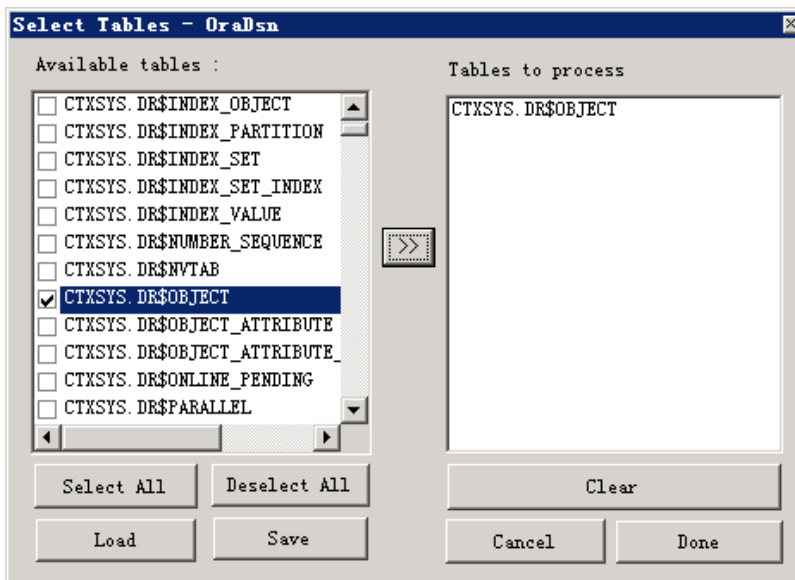 Select Tables - OraDsn
Available tables :
CTXSYS.DR$INDEX_OBJECT
CTXSYS.DR$INDEX_PARTITION
CTXSYS.DR$INDEX_SET
CTXSYS.DR$INDEX_SET_INDEX
CTXSYS.DR$INDEX_VALUE
CTXSYS.DR$NUMBER_SEQUENCE
CTXSYS.DR$NVTAB
CTXSYS.DR$OBJECT
CTXSYS.DR$OBJECT_ATTRIBUTE
CTXSYS.DR$OBJECT_ATTRIBUTE_
CTXSYS.DR$ONLINE_PENDING
CTXSYS.DR$PARALLEL
Select All
Deselect All
Load
Save
>>
Tables to process
CTXSYS.DR$OBJECT
Clear
Cancel
Done